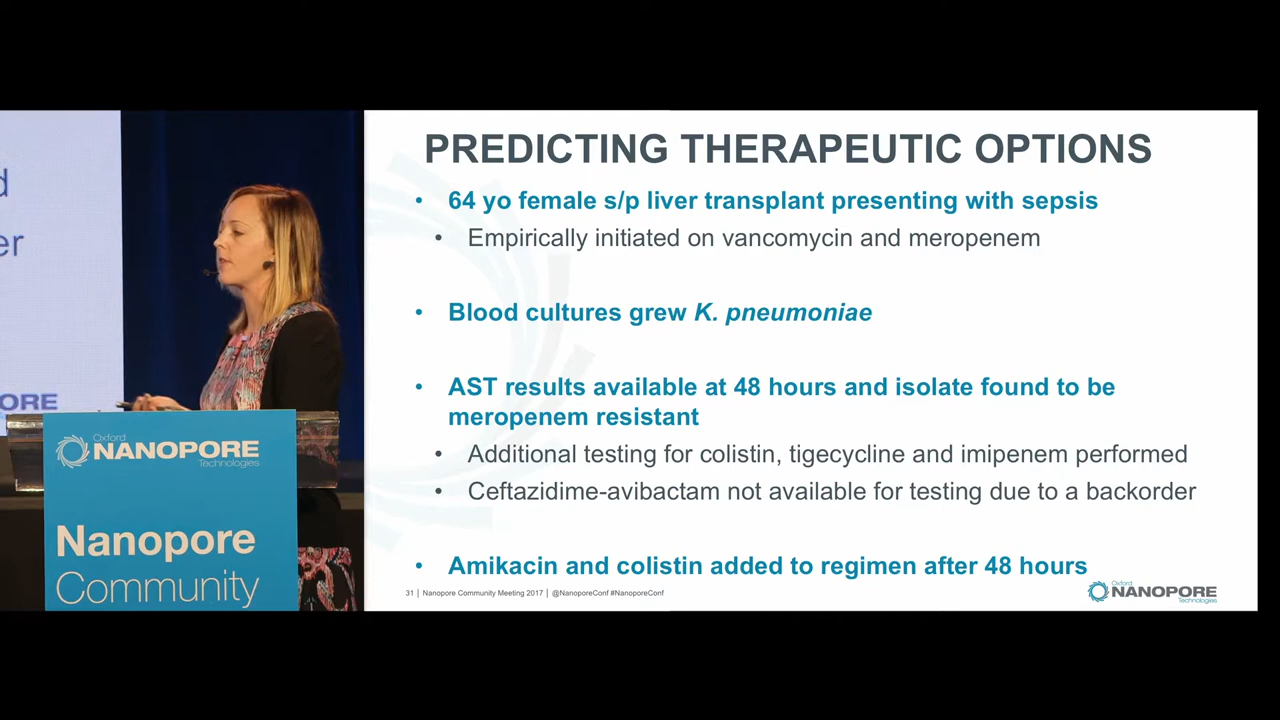 d
er
ORE
Oxford
NANOPORE
Technologies
Nanopore
Community
PREDICTING THERAPEUTIC OPTIONS
• 64 yo female s/p liver transplant presenting with sepsis
• Empirically initiated on vancomycin and meropenem
• Blood cultures grew K. pneumoniae
• AST results available at 48 hours and isolate found to be
meropenem resistant
• Additional testing for colistin, tigecycline and imipenem performed
• Ceftazidime-avibactam not available for testing due to a backorder
• Amikacin and colistin added to regimen after 48 hours
31 | Nanopore Community Meeting 2017 | @NanoporeConf #NanoporeConf
Oxford
NANOPORE
Technologies